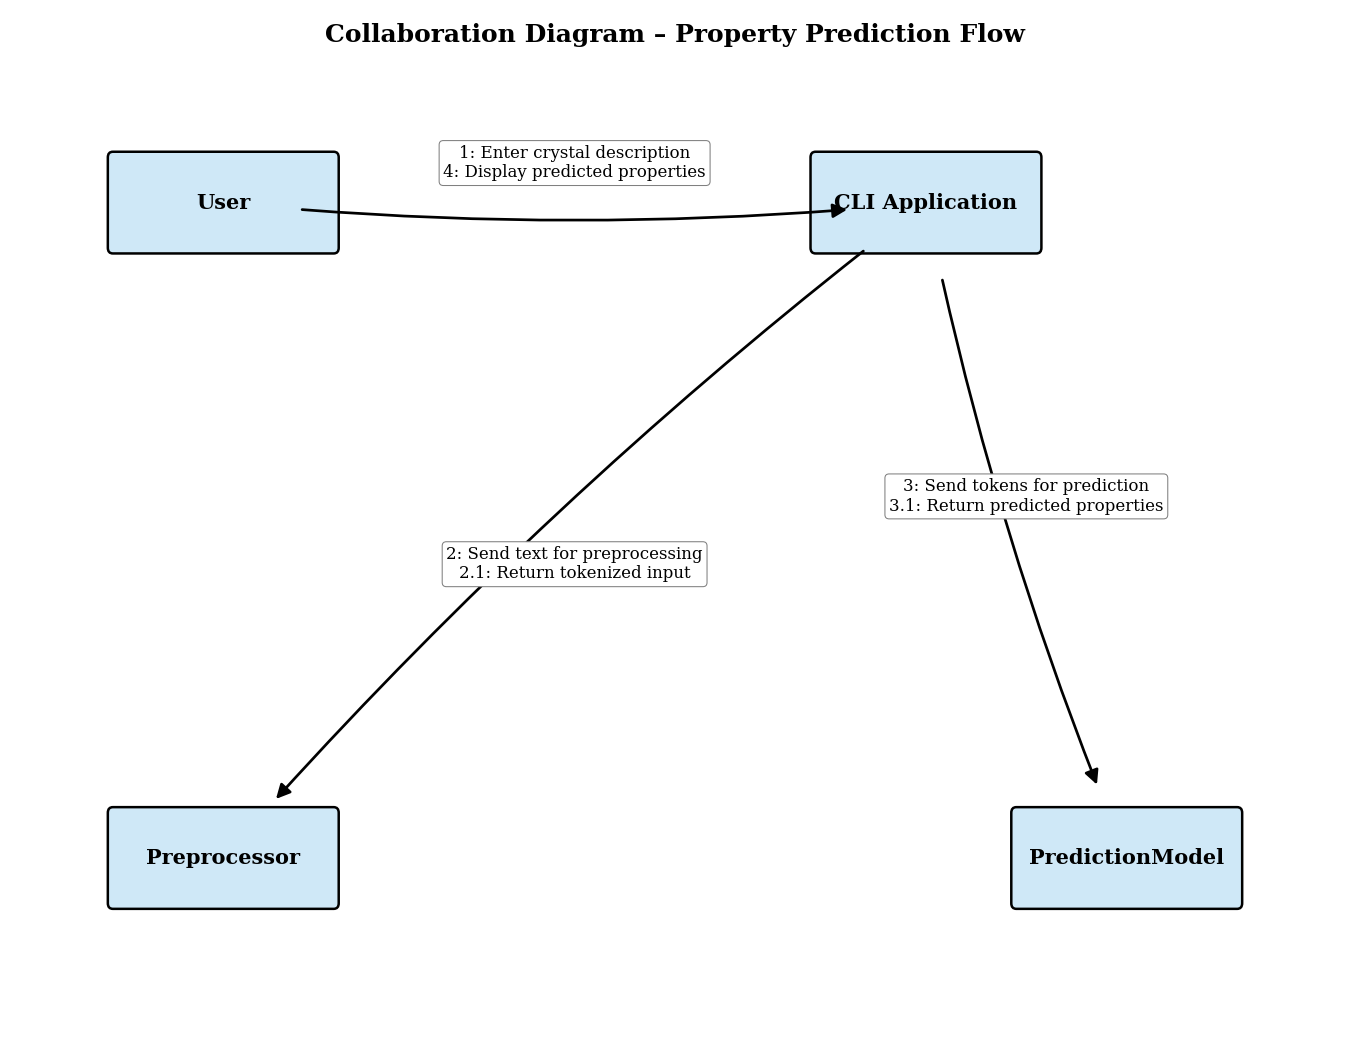 Collaboration Diagram – Property Prediction Flow
1: Enter crystal description
4: Display predicted properties
User
CLI Application
3: Send tokens for prediction
3.1: Return predicted properties
2: Send text for preprocessing
2.1: Return tokenized input
Preprocessor
PredictionModel